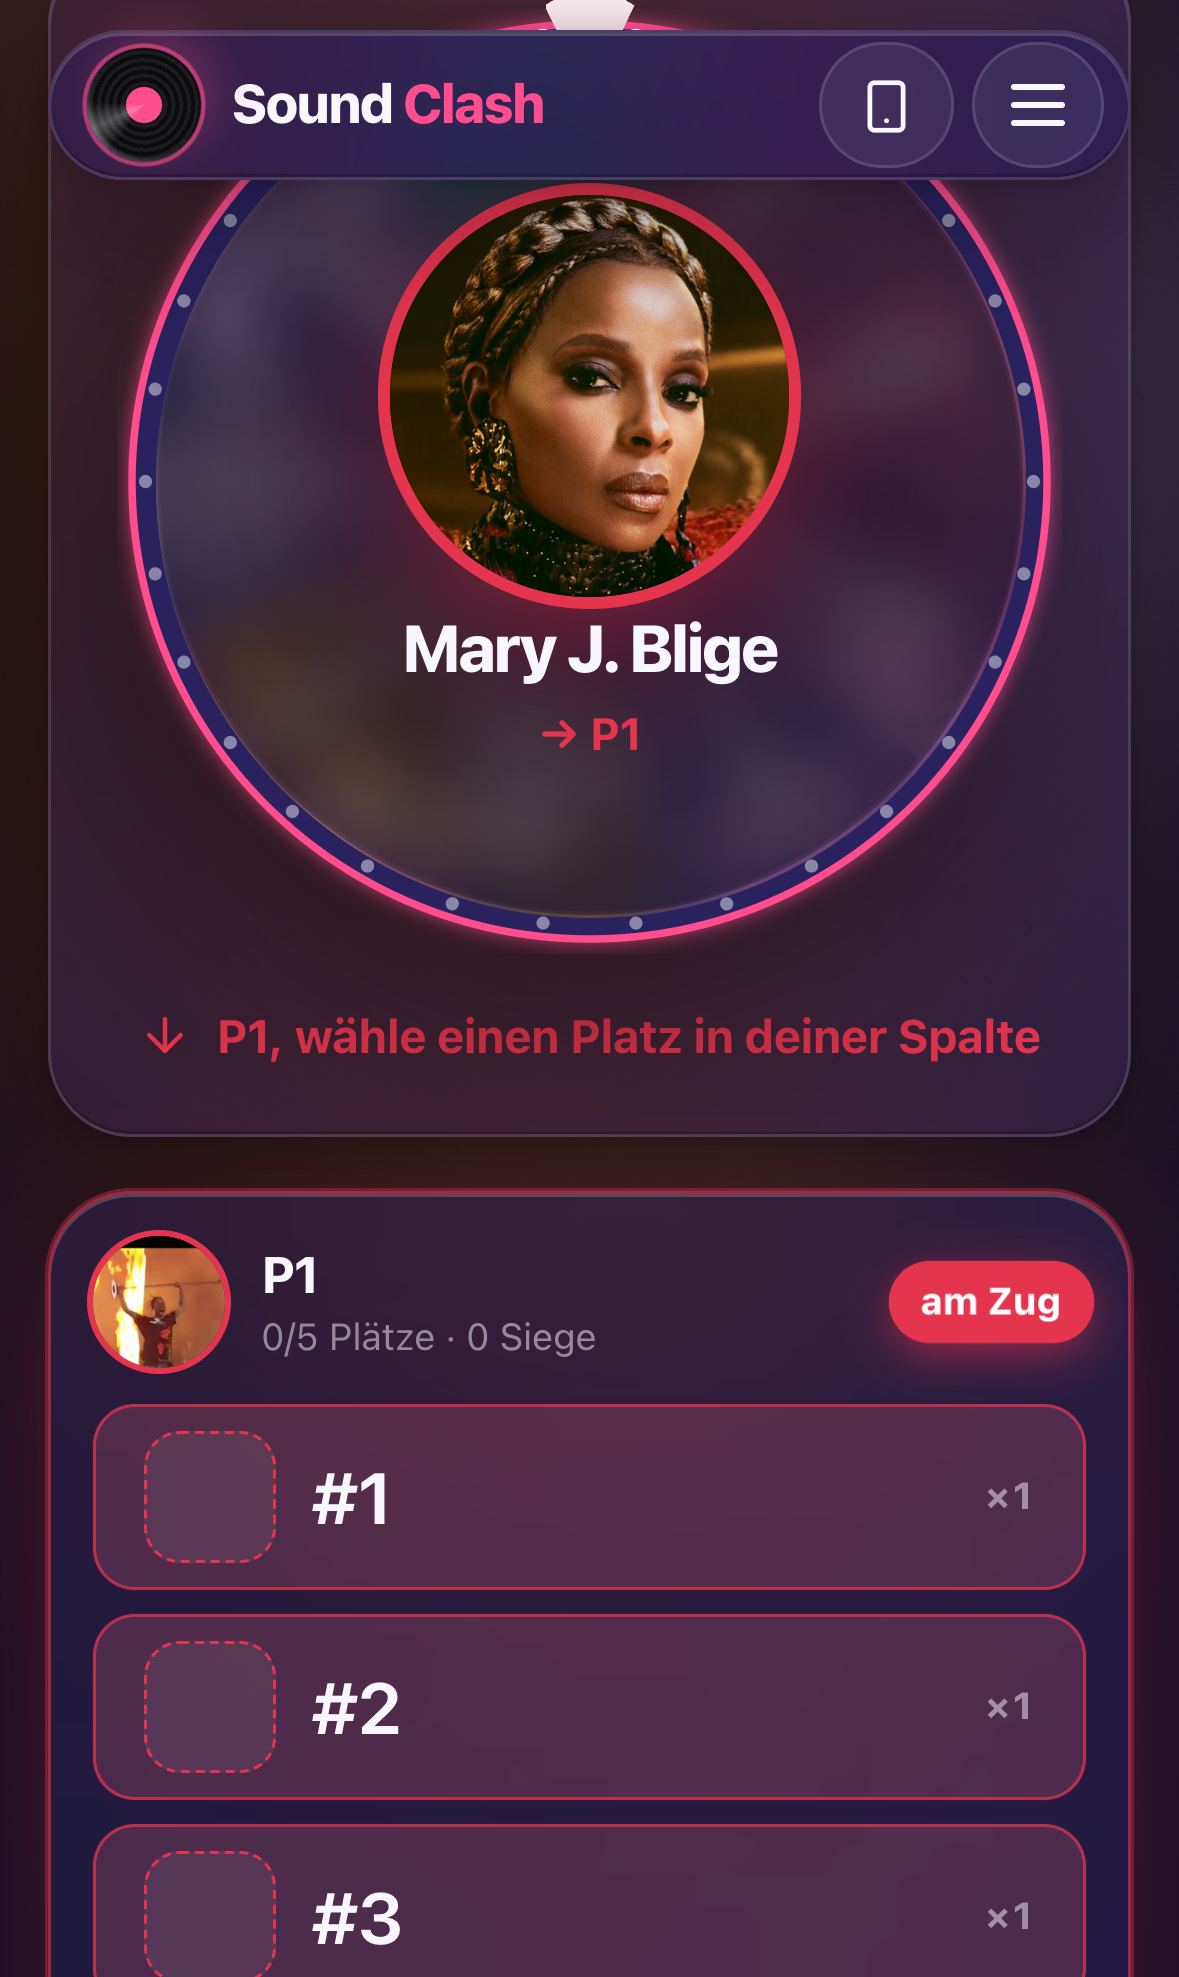 Sound Clash
Mary J. Blige
→ P1
↓ P1, wähle einen Platz in deiner Spalte
P1
0/5 Plätze · 0 Siege
am Zug
#1
×1
#2
×1
#3
×1